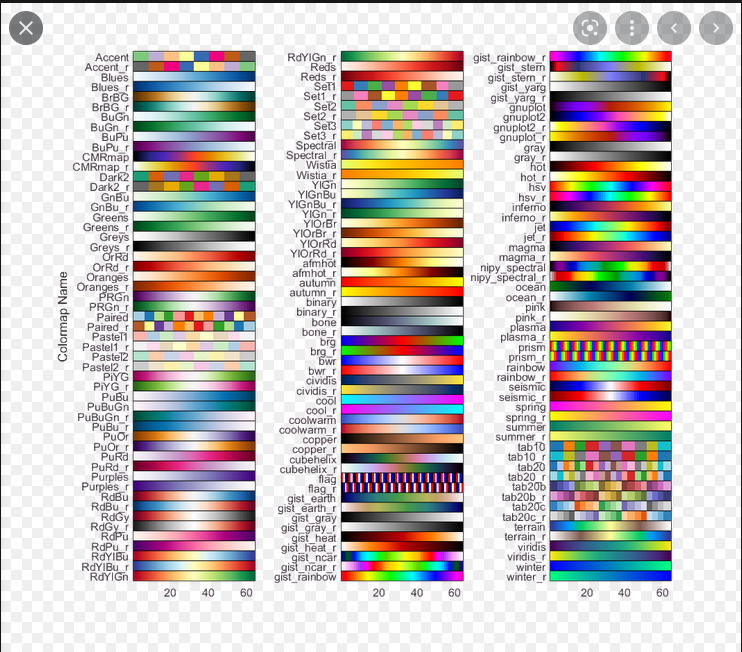 Colormap Name
Accent
Accent_r
Blues
Blues_r
BrBG
BrBG_r
BuGn
BuGn_r
BuPu
BuPu_r
CMRmap
CMRmap_r
Dark2
Dark2_r
GnBu
GnBu_r
Greens
Greens_r
Greys
Greys_r
OrRd
OrRd_r
Oranges
Oranges_r
PRGn
PRGn_r
Paired
Paired_r
Pastel1
Pastel1_r
Pastel2
Pastel2_r
PiYG
PiYG_r
PuBu
PuBuGn
PuBuGn_r
PuBu_r
PuOr
PuOr_r
PuRd
PuRd_r
Purples
Purples_r
RdBu
RdBu_r
RdGy
RdGy_r
RdPu
RdPu_r
RdYlBu
RdYlBu_r
RdYlGn
20 40 60
RdYlGn_r
Reds
Reds_r
Set1
Set1_r
Set2
Set2_r
Set3
Set3_r
Spectral
Spectral_r
Wistia
Wistia_r
YlGn
YlGnBu
YlGnBu_r
YlGn_r
YlOrBr
YlOrBr_r
YlOrRd
YlOrRd_r
afmhot
afmhot_r
autumn
autumn_r
binary
binary_r
bone
bone_r
brg
brg_r
bwr
bwr_r
cividis
cividis_r
cool
cool_r
coolwarm
coolwarm_r
copper
copper_r
cubehelix
cubehelix_r
flag
flag_r
gist_earth
gist_earth_r
gist_gray
gist_gray_r
gist_heat
gist_heat_r
gist_ncar
gist_ncar_r
gist_rainbow
20 40 60
gist_rainbow_r
gist_stern
gist_stern_r
gist_yarg
gist_yarg_r
gnuplot
gnuplot2
gnuplot2_r
gnuplot_r
gray
gray_r
hot
hot_r
hsv
hsv_r
inferno
inferno_r
jet
jet_r
magma
magma_r
nipy_spectral
nipy_spectral_r
ocean
ocean_r
pink
pink_r
plasma
plasma_r
prism
prism_r
rainbow
rainbow_r
seismic
seismic_r
spring
spring_r
summer
summer_r
tab10
tab10_r
tab20
tab20_r
tab20b
tab20b_r
tab20c
tab20c_r
terrain
terrain_r
viridis
viridis_r
winter
winter_r
20 40 60